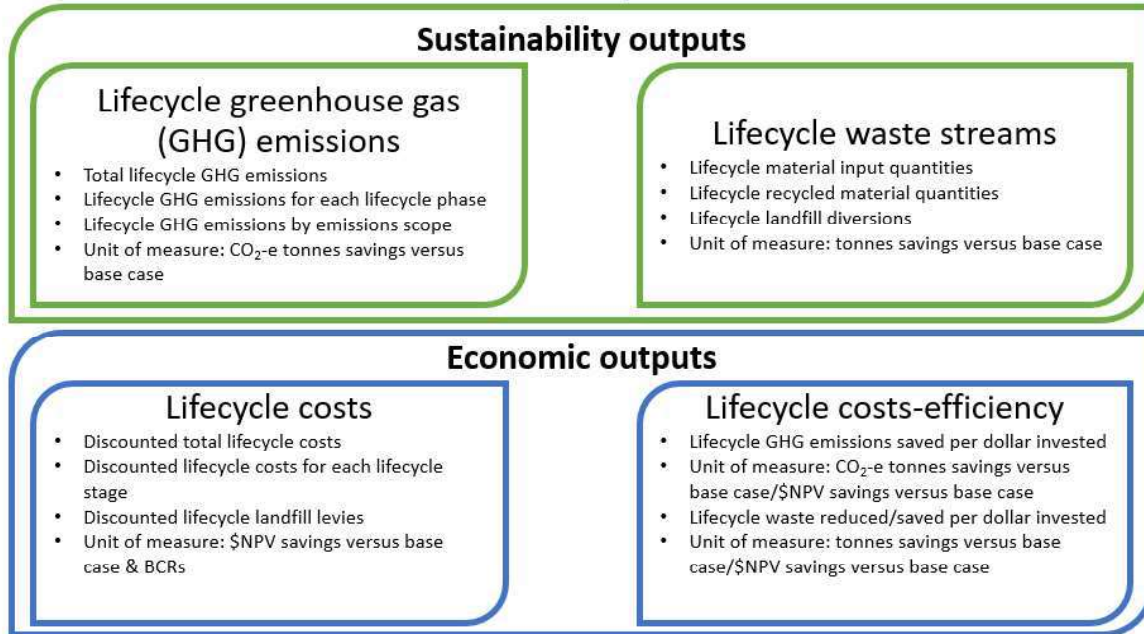 Sustainability outputs
Lifecycle greenhouse gas
(GHG) emissions
• Total lifecycle GHG emissions
• Lifecycle GHG emissions for each lifecycle phase
• Lifecycle GHG emissions by emissions scope
• Unit of measure: CO₂-e tonnes savings versus
base case
Lifecycle waste streams
• Lifecycle material input quantities
• Lifecycle recycled material quantities
• Lifecycle landfill diversions
• Unit of measure: tonnes savings versus base case
Economic outputs
Lifecycle costs
• Discounted total lifecycle costs
• Discounted lifecycle costs for each lifecycle
stage
• Discounted lifecycle landfill levies
• Unit of measure: $NPV savings versus base
case & BCRs
Lifecycle costs-efficiency
• Lifecycle GHG emissions saved per dollar invested
• Unit of measure: CO₂-e tonnes savings versus
base case/$NPV savings versus base case
• Lifecycle waste reduced/saved per dollar invested
• Unit of measure: tonnes savings versus base
case/$NPV savings versus base case